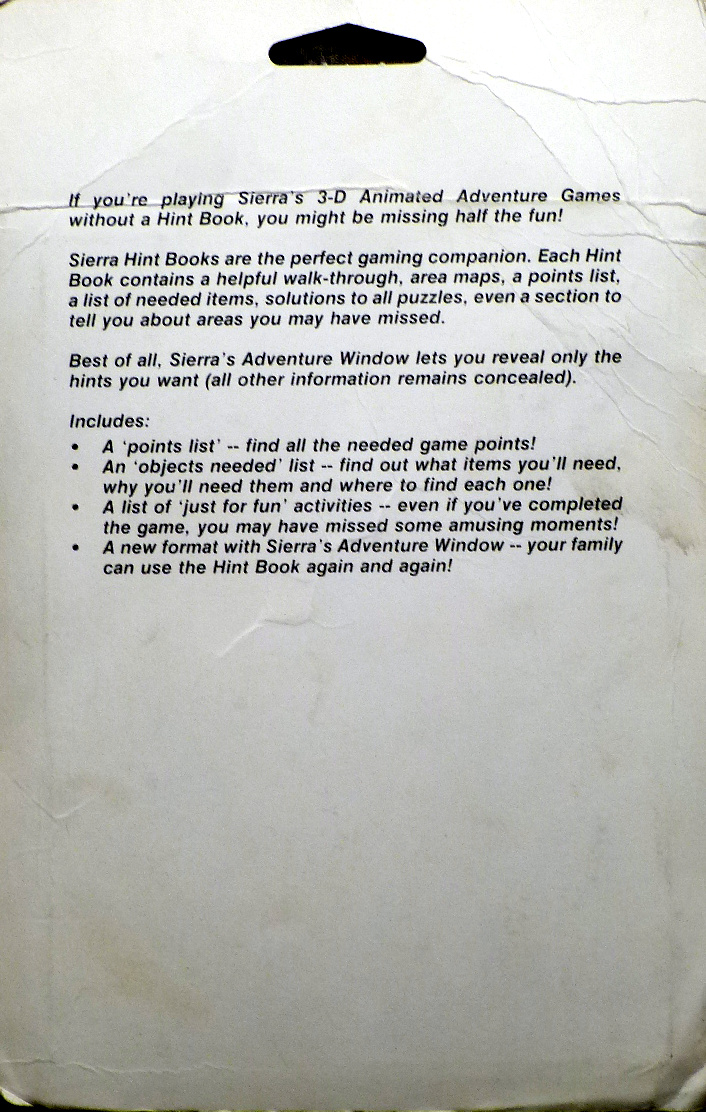 If you're playing Sierra's 3-D Animated Adventure Games
without a Hint Book, you might be missing half the fun!
Sierra Hint Books are the perfect gaming companion. Each Hint
Book contains a helpful walk-through, area maps, a points list,
a list of needed items, solutions to all puzzles, even a section to
tell you about areas you may have missed.
Best of all, Sierra's Adventure Window lets you reveal only the
hints you want (all other information remains concealed).
Includes:
• A 'points list' -- find all the needed game points!
• An 'objects needed' list -- find out what items you'll need,
why you'll need them and where to find each one!
• A list of 'just for fun' activities -- even if you've completed
the game, you may have missed some amusing moments!
• A new format with Sierra's Adventure Window -- your family
can use the Hint Book again and again!